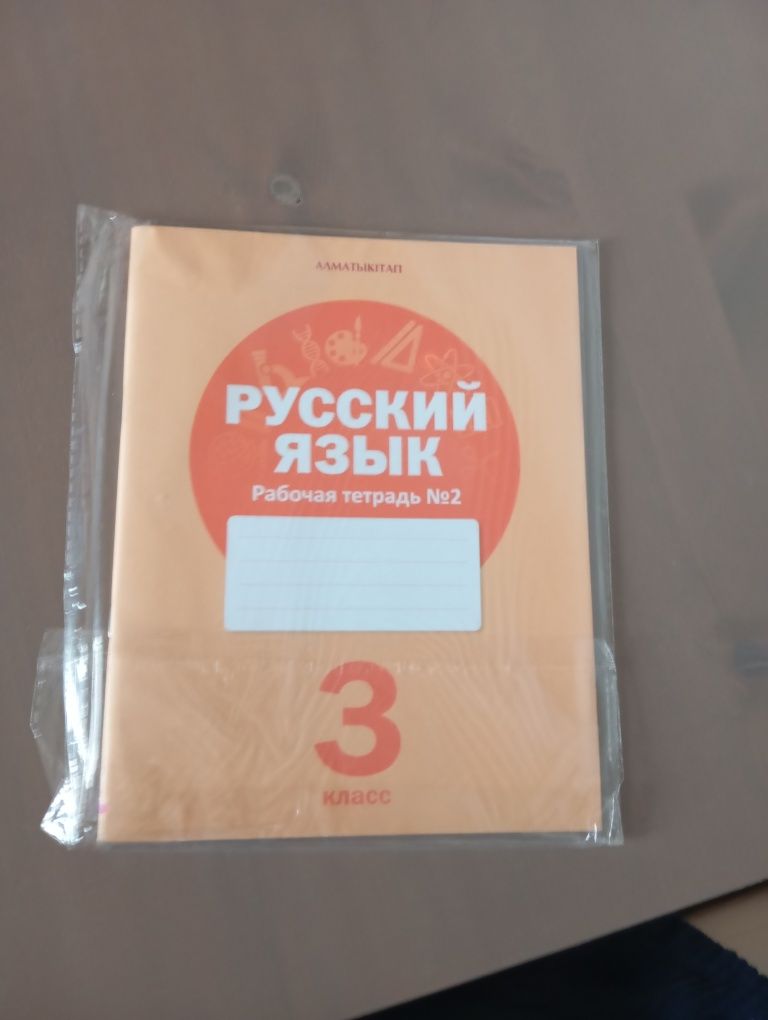 АЛМАТЫКІТАП
РУССКИЙ
ЯЗЫК
Рабочая тетрадь №2
3
класс